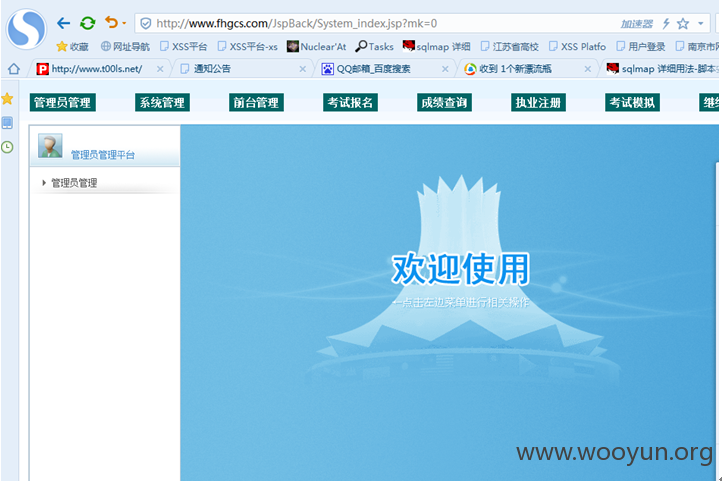 http://www.fhgcs.com/JspBack/System_index.jsp?mk=0 加速器
收藏 网址导航 XSS平台 XSS平台-xs Nuclear'At Tasks sqlmap 详细 江苏省高校 XSS Platfo 用户登录 南京市
http://www.t00ls.net/ 通知公告 QQ邮箱_百度搜索 收到 1个新漂流瓶 sqlmap 详细用法-脚本
管理员管理 系统管理 前台管理 考试报名 成绩查询 执业注册 考试模拟
管理员管理平台
管理员管理
欢迎使用
一点击左边菜单进行相关操作
www.wooyun.org